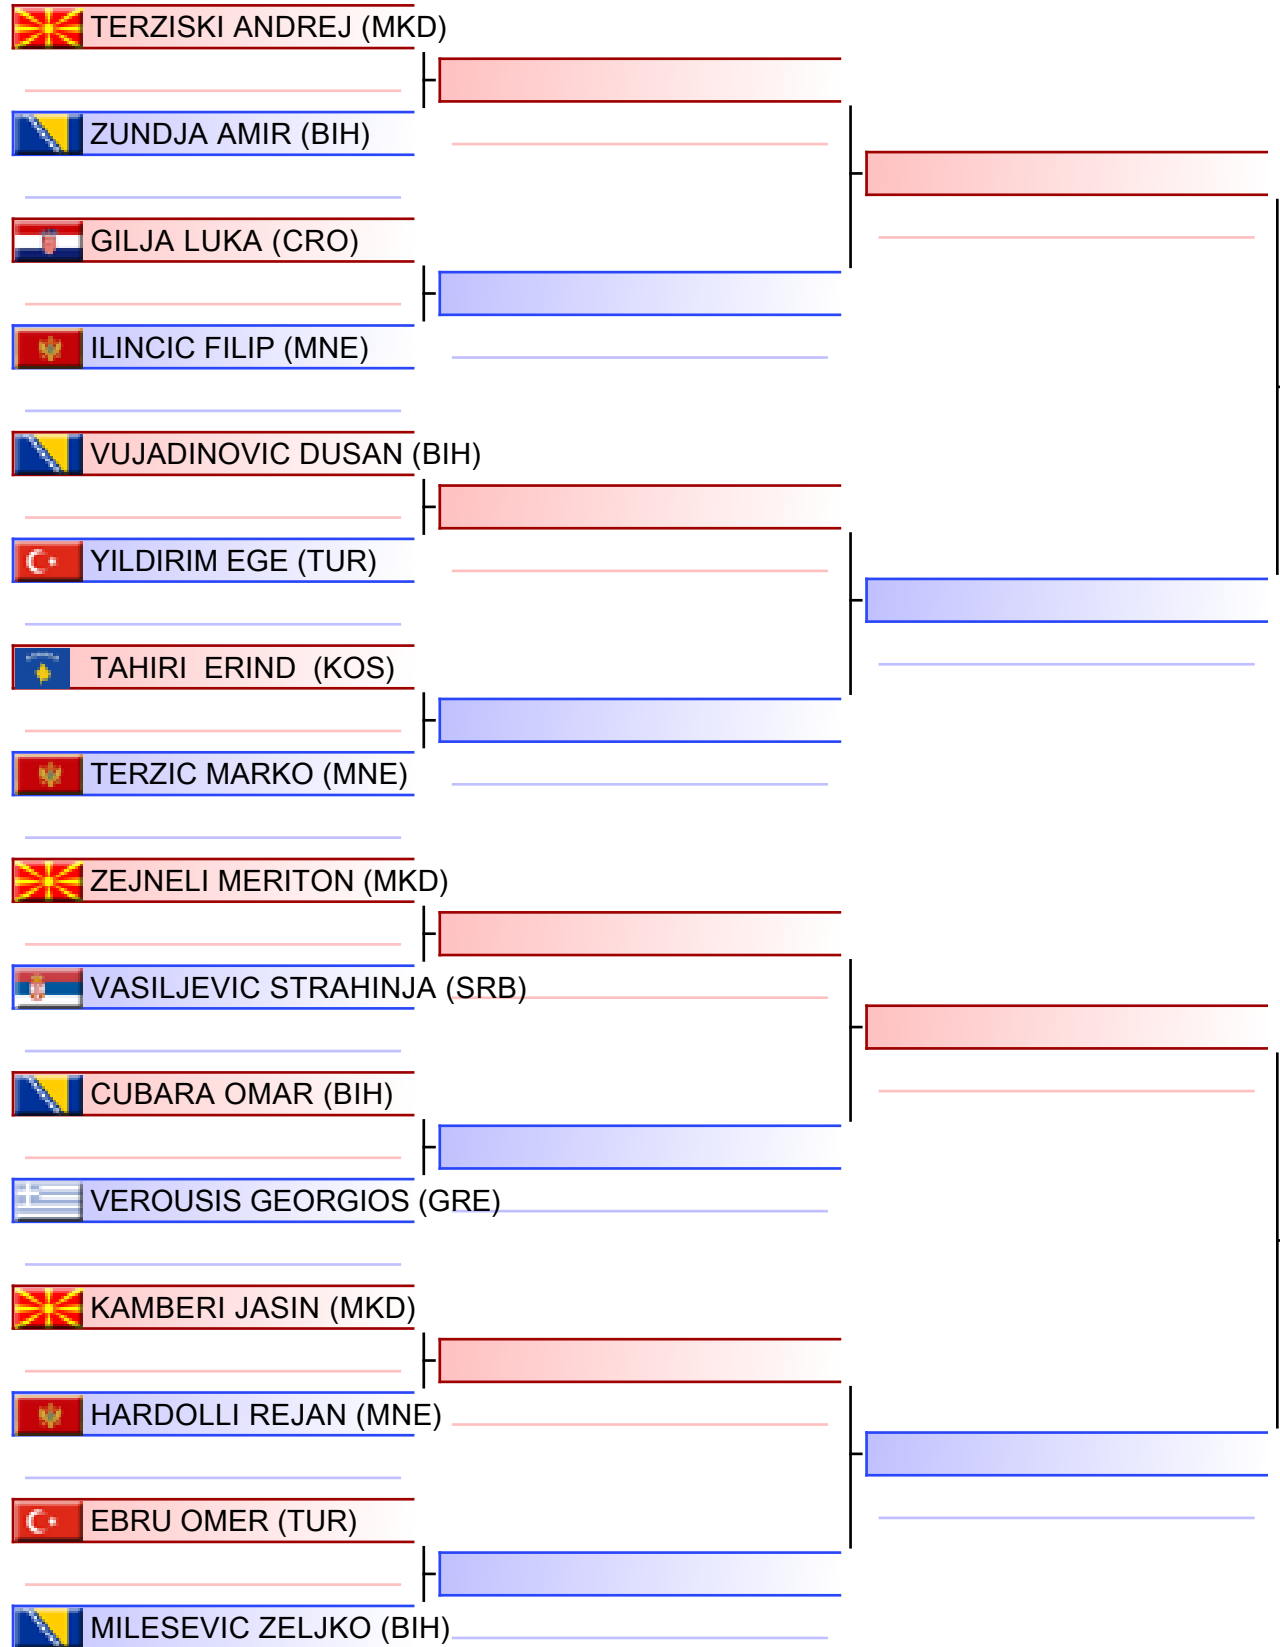 TERZISKI ANDREJ (MKD)
ZUNDJA AMIR (BIH)
GILJA LUKA (CRO)
ILINCIC FILIP (MNE)
VUJADINOVIC DUSAN (BIH)
YILDIRIM EGE (TUR)
TAHIRI  ERIND  (KOS)
TERZIC MARKO (MNE)
ZEJNELI MERITON (MKD)
VASILJEVIC STRAHINJA (SRB)
CUBARA OMAR (BIH)
VEROUSIS GEORGIOS (GRE)
KAMBERI JASIN (MKD)
HARDOLLI REJAN (MNE)
EBRU OMER (TUR)
MILESEVIC ZELJKO (BIH)